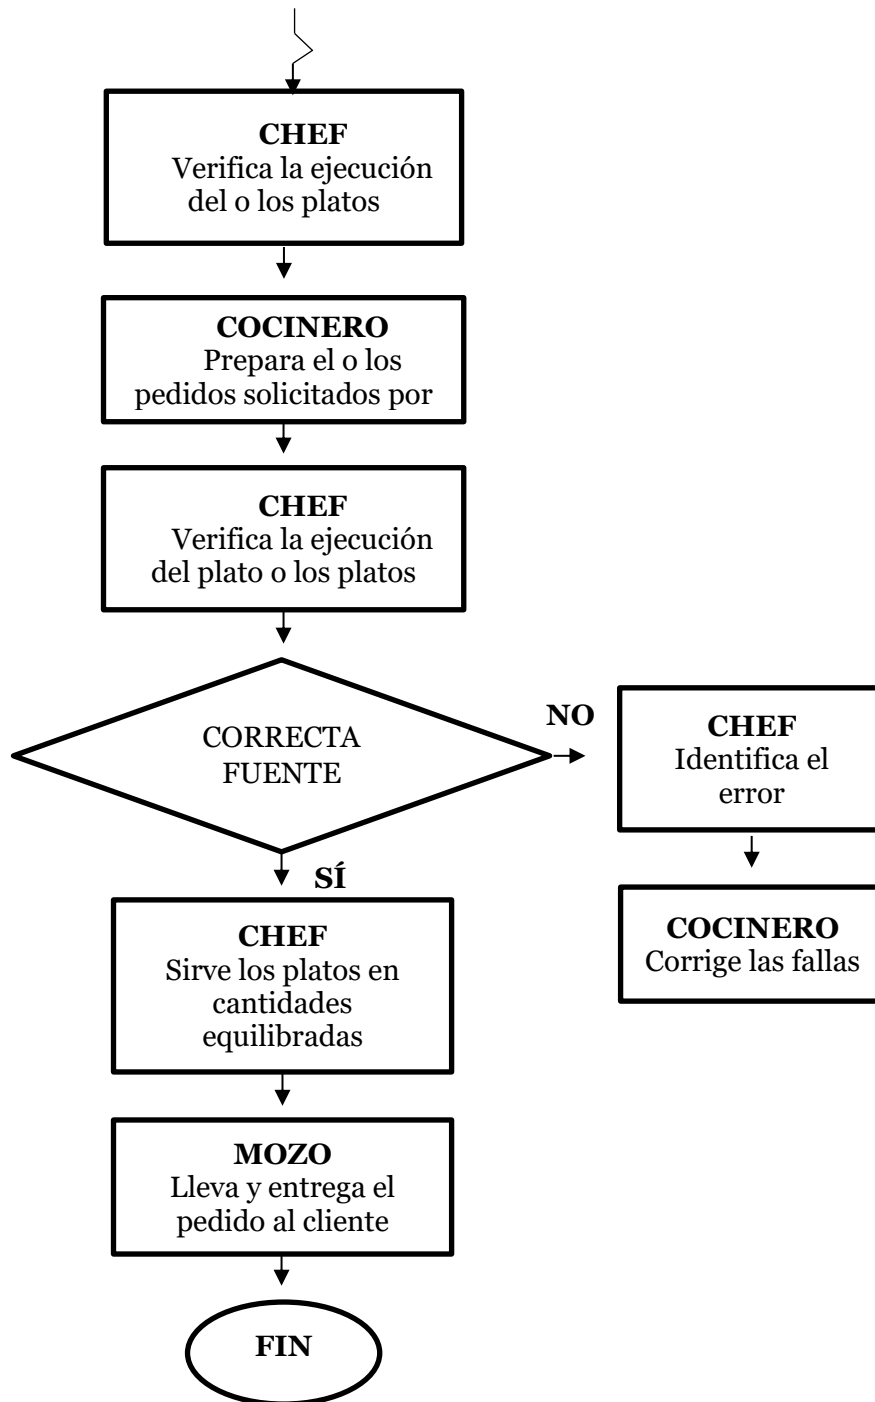 CHEF
Verifica la ejecución
del o los platos
COCINERO
Prepara el o los
pedidos solicitados por
CHEF
Verifica la ejecución
del plato o los platos
CORRECTA
FUENTE
NO
CHEF
Identifica el
error
COCINERO
Corrige las fallas
SÍ
CHEF
Sirve los platos en
cantidades
equilibradas
MOZO
Lleva y entrega el
pedido al cliente
FIN